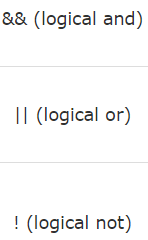 && (logical and)
|| (logical or)
! (logical not)